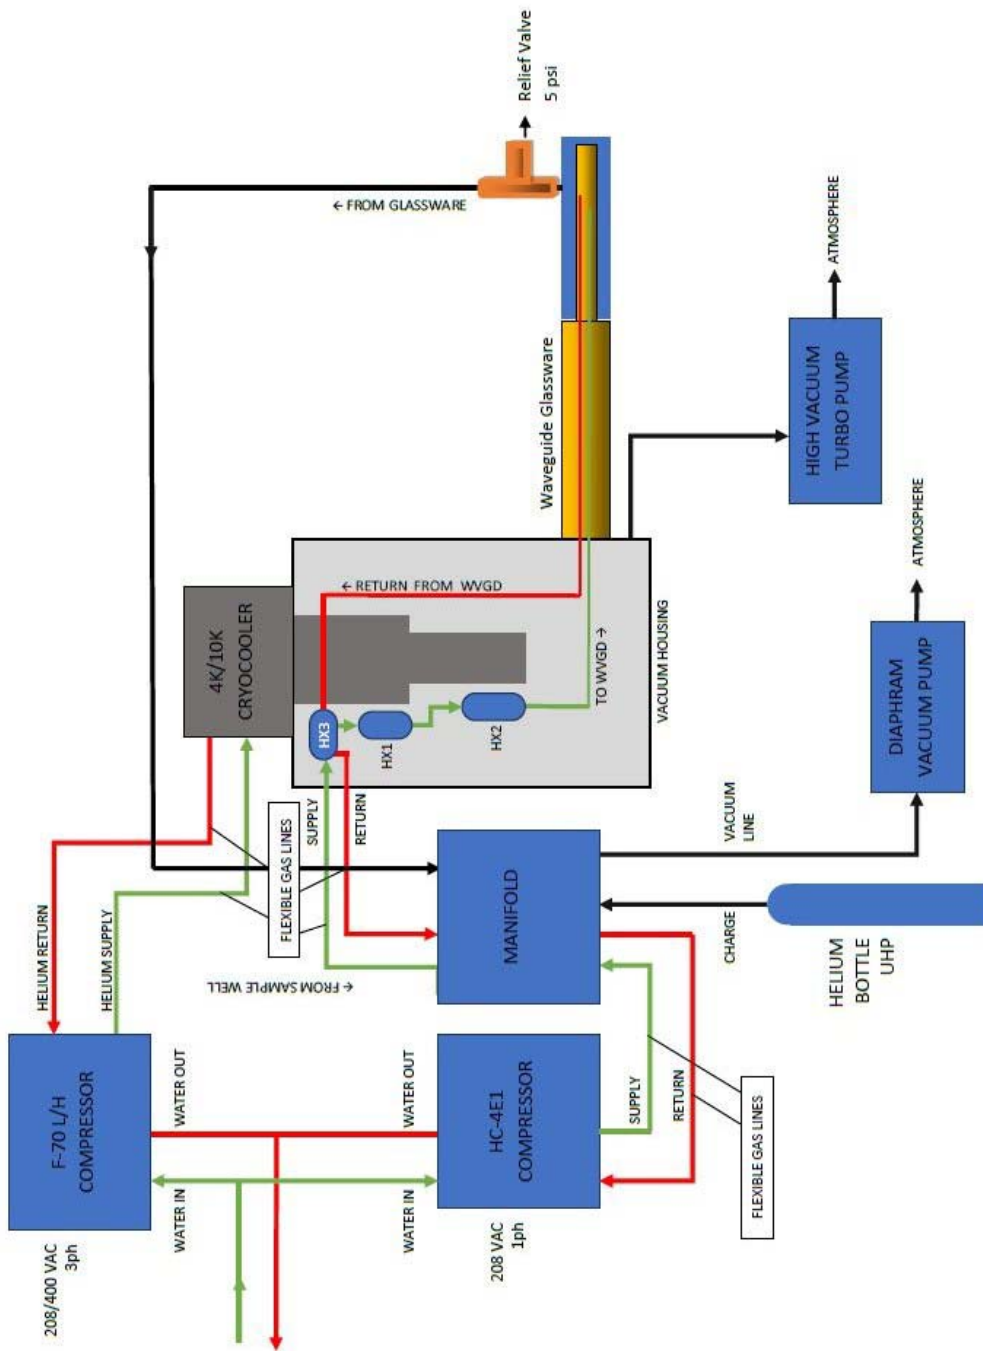 208/400 VAC
3ph
F-70 L/H
COMPRESSOR
HELIUM RETURN
HELIUM SUPPLY
WATER IN
WATER OUT
4K/10K
CRYOCOOLER
← FROM SAMPLE WELL
FLEXIBLE GAS LINES
SUPPLY
RETURN
HX3
HX1
HX2
← RETURN FROM WVGD
TO WVGD →
VACUUM HOUSING
← FROM GLASSWARE
Relief Valve
5 psi
Waveguide Glassware
WATER IN
WATER OUT
208 VAC
1ph
HC-4E1
COMPRESSOR
MANIFOLD
SUPPLY
RETURN
FLEXIBLE GAS LINES
CHARGE
VACUUM
LINE
HELIUM
BOTTLE
UHP
DIAPHRAM
VACUUM PUMP
ATMOSPHERE
HIGH VACUUM
TURBO PUMP
ATMOSPHERE